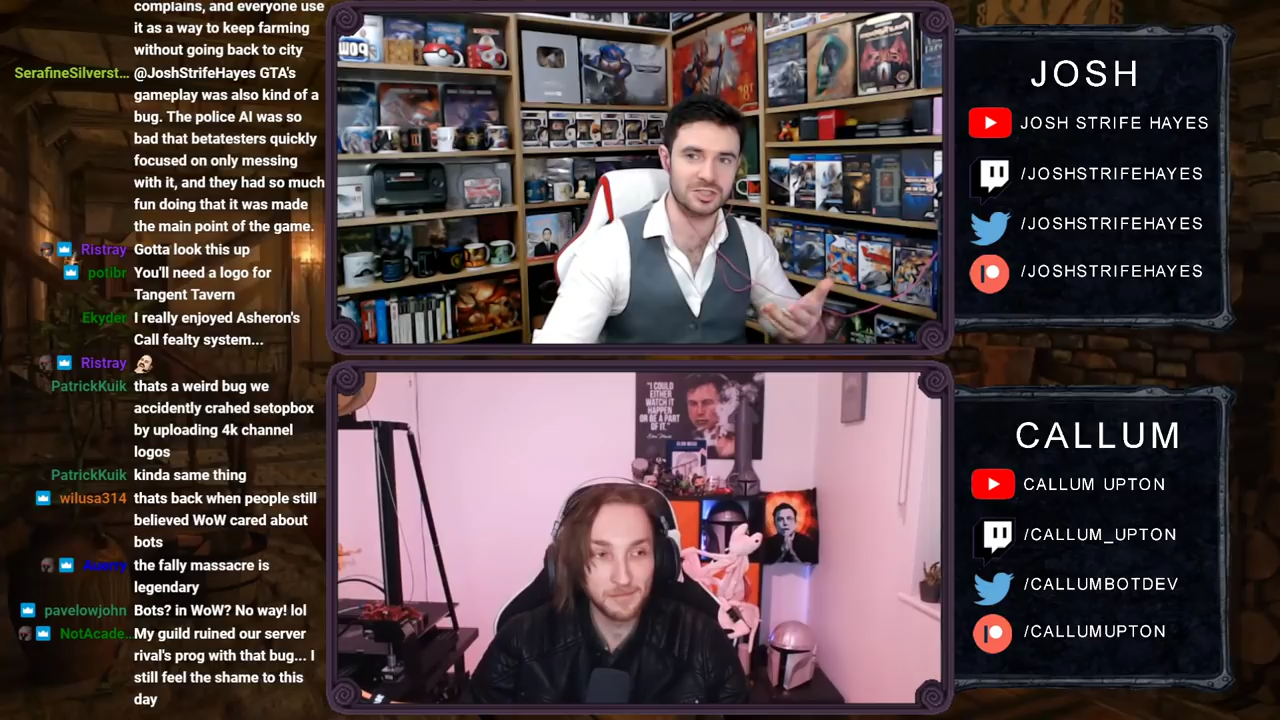 complains, and everyone use
it as a way to keep farming
without going back to city
SerafineSilverst... @JoshStrifeHayes GTA's
gameplay was also kind of a
bug. The police AI was so
bad that betatesters quickly
focused on only messing
with it, and they had so much
fun doing that it was made
the main point of the game.
Ristray Gotta look this up
potibr You'll need a logo for
Tangent Tavern
Ekyder I really enjoyed Asheron's
Call fealty system...
Ristray
PatrickKuik thats a weird bug we
accidently crahed setopbox
by uploading 4k channel
logos
PatrickKuik kinda same thing
wilusa314 thats back when people still
believed WoW cared about
bots
the fally massacre is
legendary
pavelowjohn Bots? in WoW? No way! lol
NotAcade... My guild ruined our server
rival's prog with that bug... I
still feel the shame to this
day
"I COULD
EITHER
WATCH IT
HAPPEN
OR BE A PART
OF IT."
JOSH
JOSH STRIFE HAYES
/JOSHSTRIFEHAYES
/JOSHSTRIFEHAYES
/JOSHSTRIFEHAYES
CALLUM
CALLUM UPTON
/CALLUM_UPTON
/CALLUMBOTDEV
/CALLUMUPTON